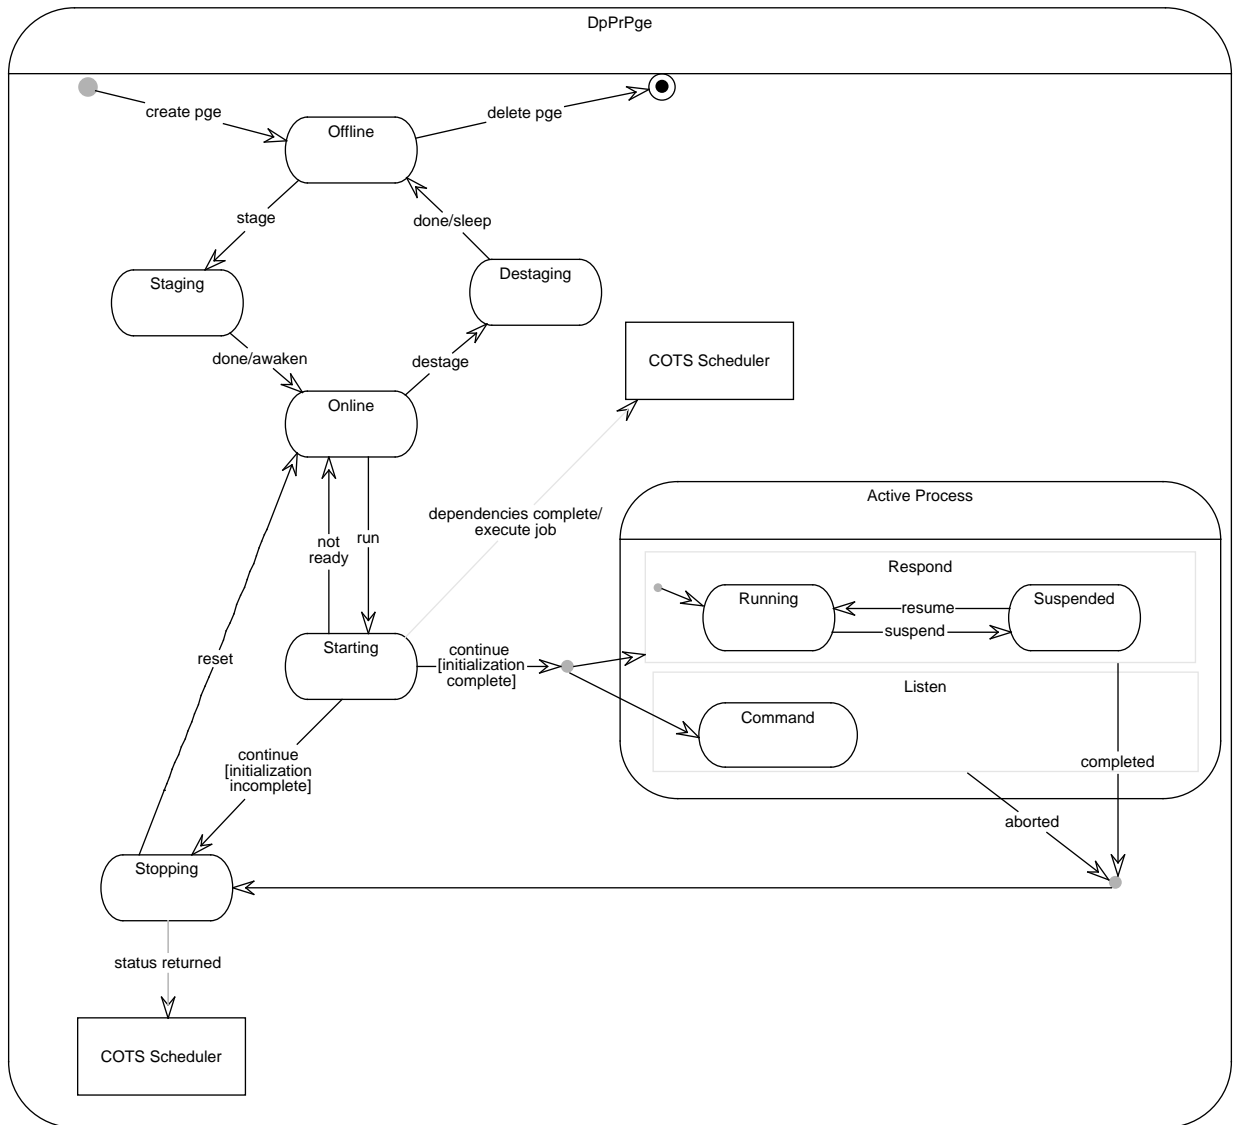 DpPrPge
create pge
delete pge
Offline
stage
done/sleep
Staging
Destaging
done/awaken
destage
COTS Scheduler
Online
Active Process
dependencies complete/
execute job
not
ready
run
Respond
Running
Suspended
resume
suspend
Starting
continue
[initialization
complete]
reset
Listen
Command
continue
[initialization
incomplete]
completed
aborted
Stopping
status returned
COTS Scheduler